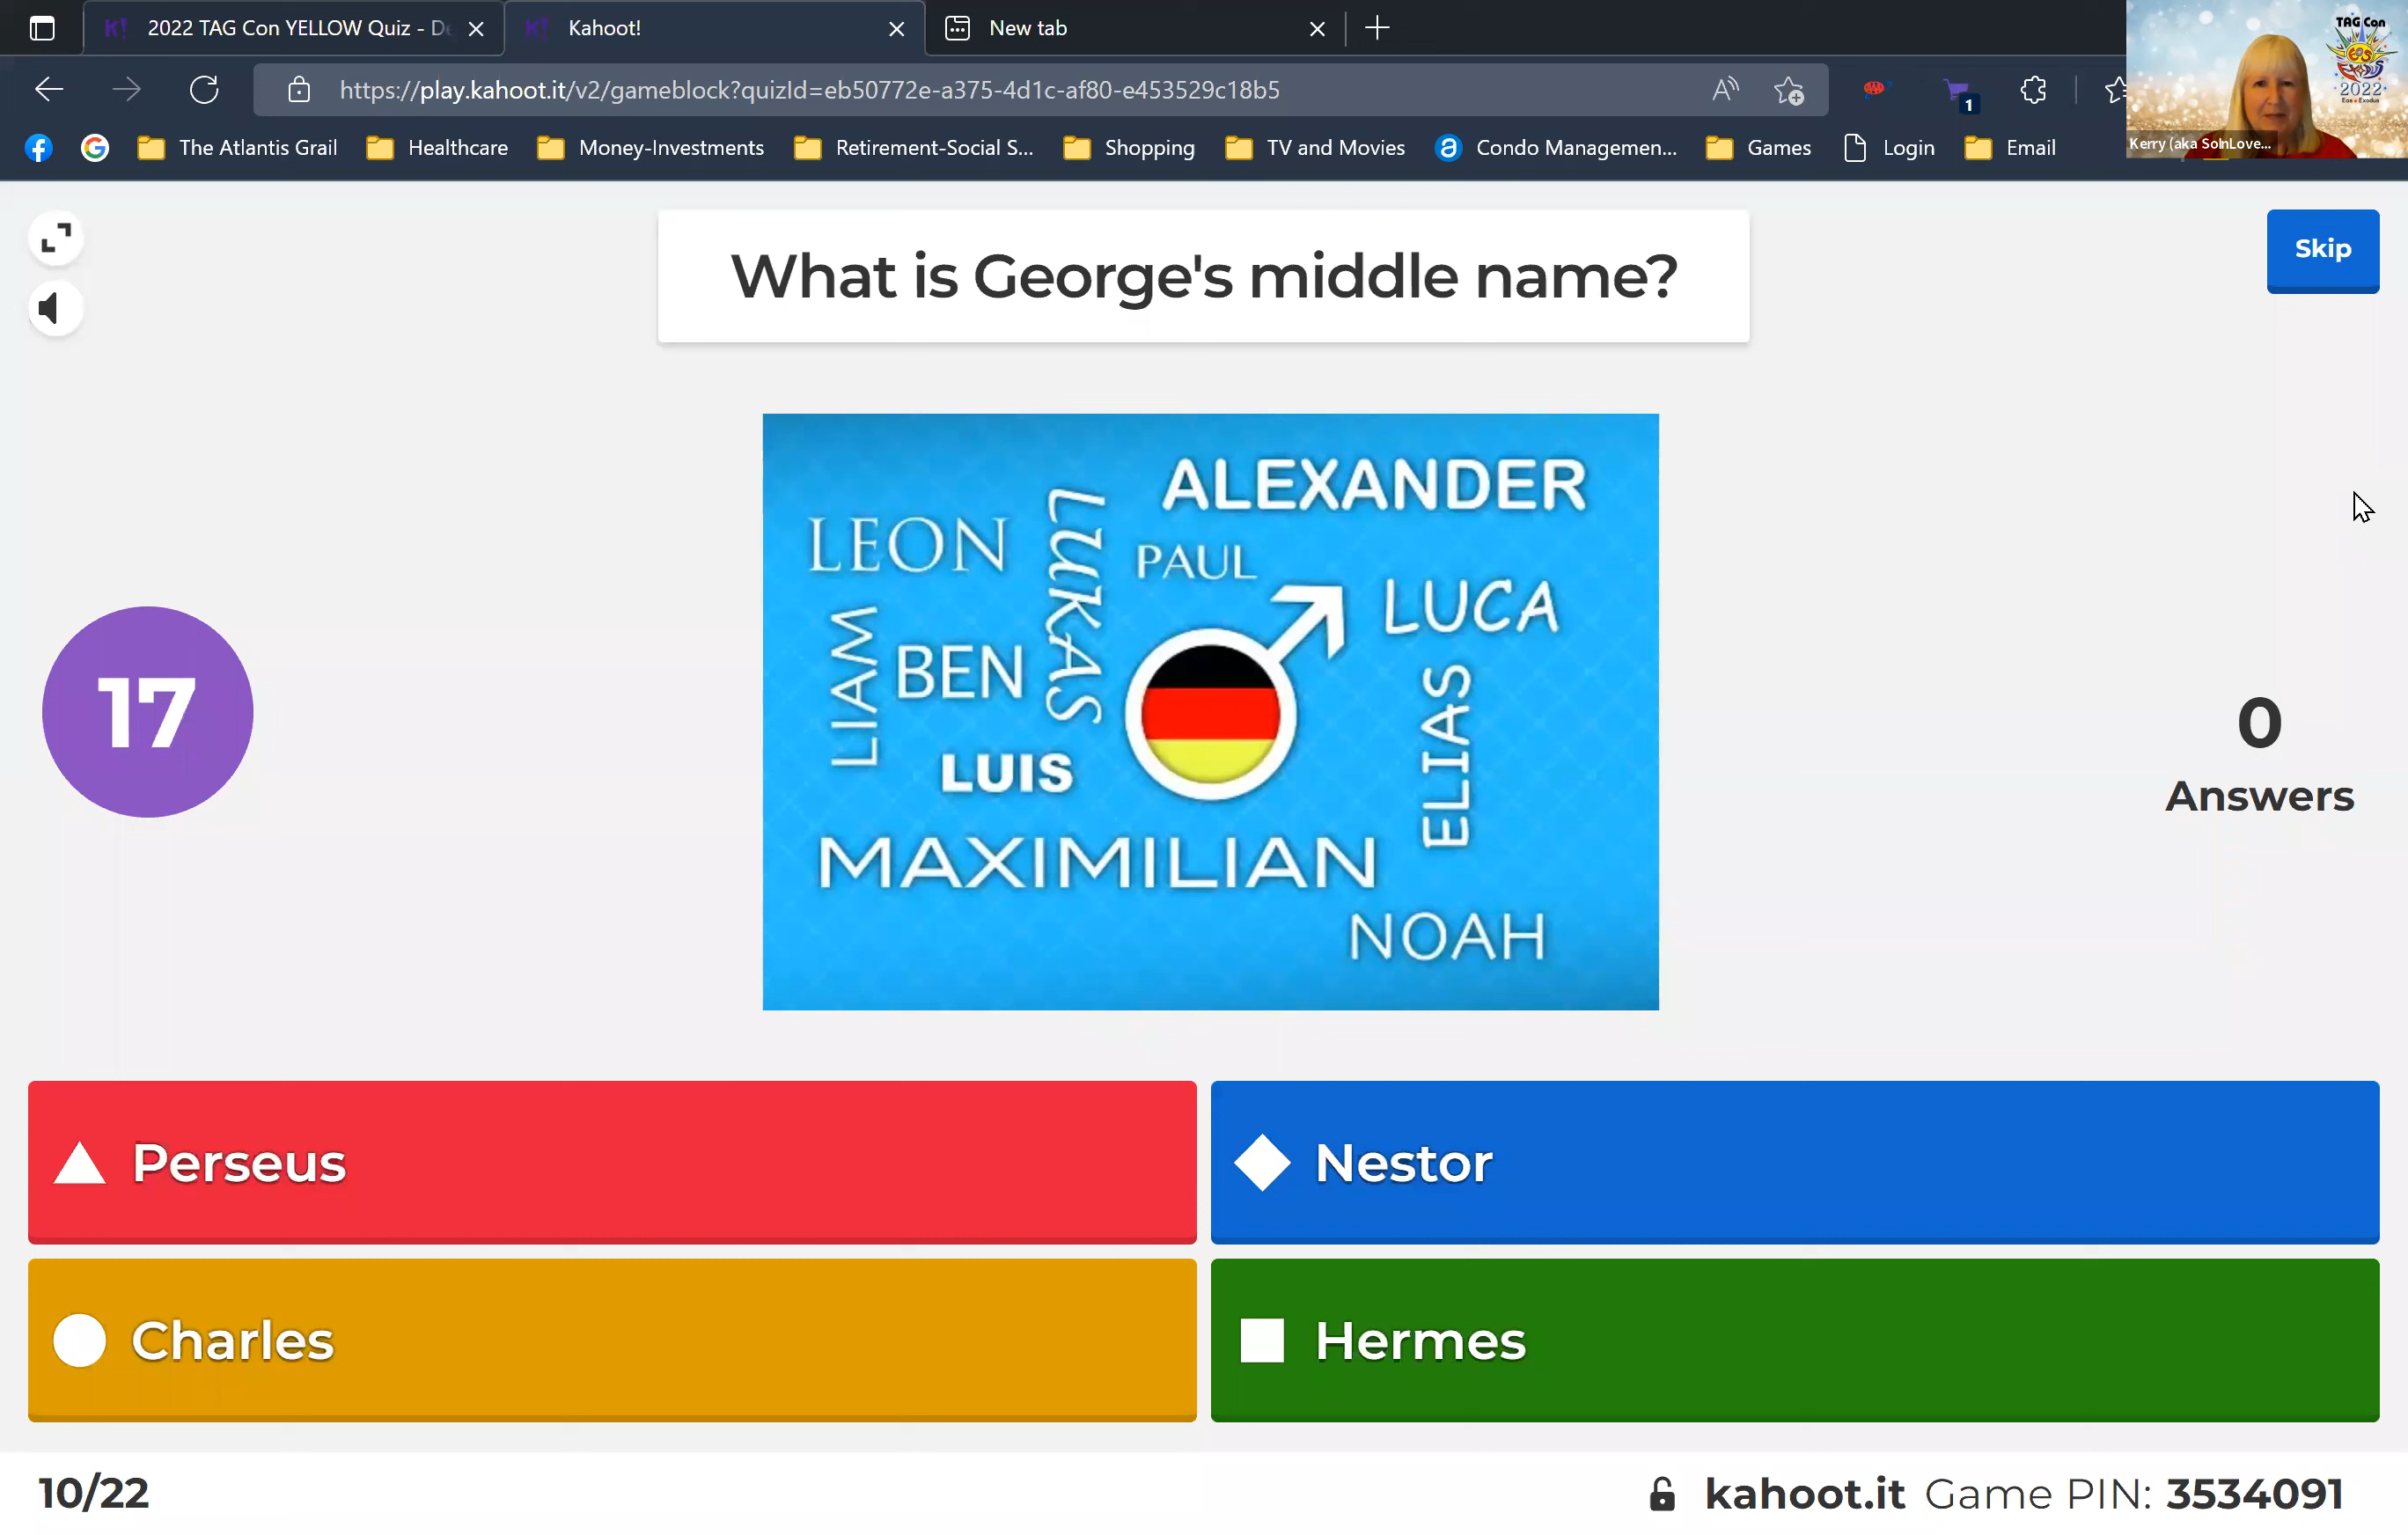 2022 TAG Con YELLOW Quiz - De
Kahoot!
New tab
https://play.kahoot.it/v2/gameblock?quizId=eb50772e-a375-4d1c-af80-e453529c18b5
1
The Atlantis Grail
Healthcare
Money-Investments
Retirement-Social S...
Shopping
TV and Movies
Condo Managemen...
Games
Login
Email
TAG Con
2022
Kerry (aka SolnLove...
What is George's middle name?
Skip
ALEXANDER
LEON
LUKAS
PAUL
LUCA
LIAM
BEN
ELIAS
LUIS
MAXIMILIAN
NOAH
17
0
Answers
Perseus
Nestor
Charles
Hermes
10/22
kahoot.it Game PIN: 3534091